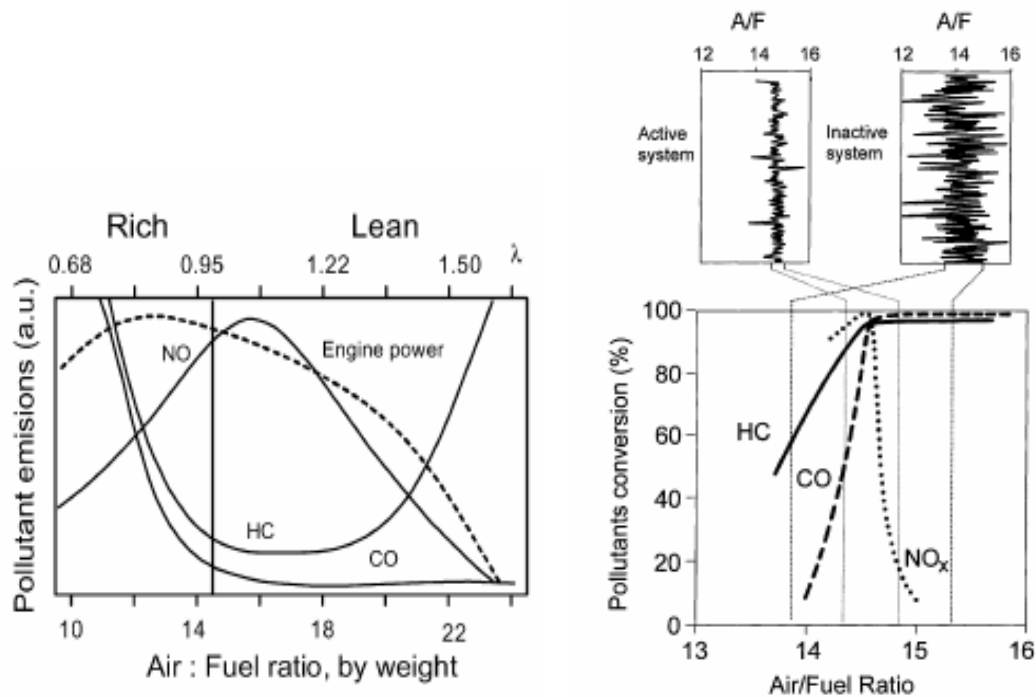 Rich Lean
0.68 0.95 1.22 1.50 λ
Pollutant emisions (a.u.)
NO
Engine power
HC
CO
10 14 18 22
Air : Fuel ratio, by weight
A/F A/F
12 14 16 12 14 16
Active
system
Inactive
system
Pollutants conversion (%)
100
80
60
40
20
0
HC
CO
NOx
13 14 15 16
Air/Fuel Ratio